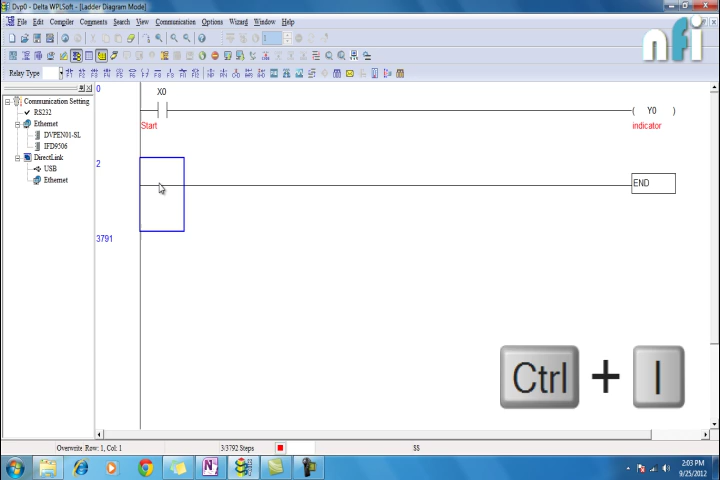 Dvp0 - Delta WPLSoft - [Ladder Diagram Mode]
File Edit Compiler Comments Search View Communication Options Wizard Window Help
nfi
Relay Type
Communication Setting
RS232
Ethernet
DVPEN01-SL
IFD9506
DirectLink
USB
Ethernet
0
X0
Y0
Start
indicator
2
END
3791
Ctrl + I
Overwrite Row: 1, Col: 1
3/3792 Steps
SS
2:03 PM
9/25/2012